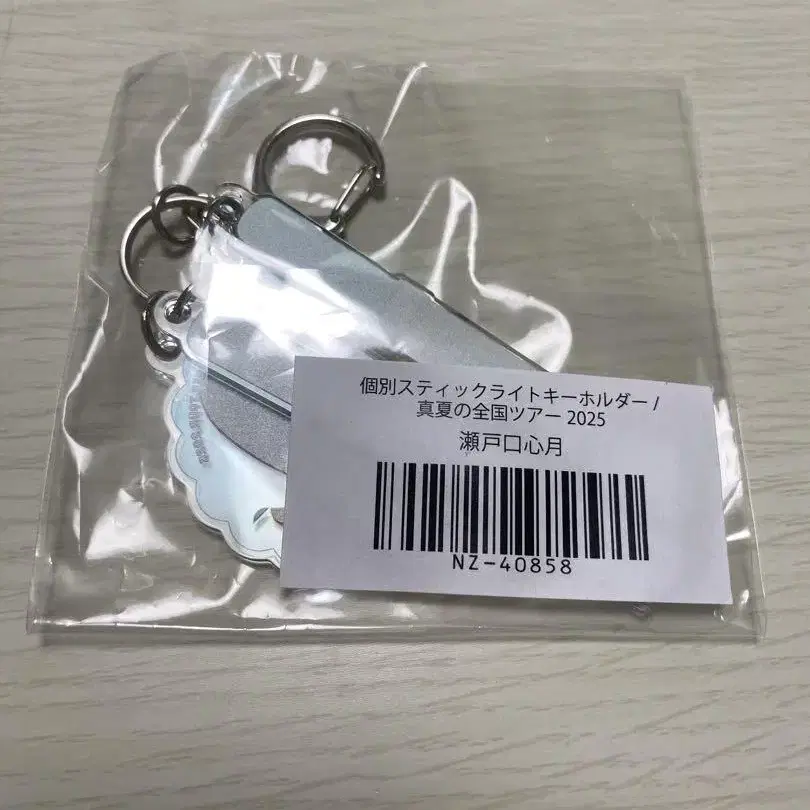 個別スティックライトキーホルダー /
真夏の全国ツアー 2025
瀬戸口心月
NZ-40858